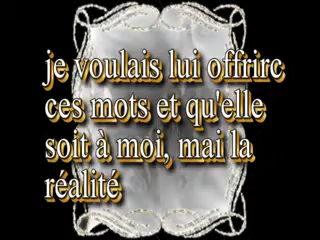 je voulais lui offrirc
ces mots et qu'elle
soit à moi, mai la
réalité